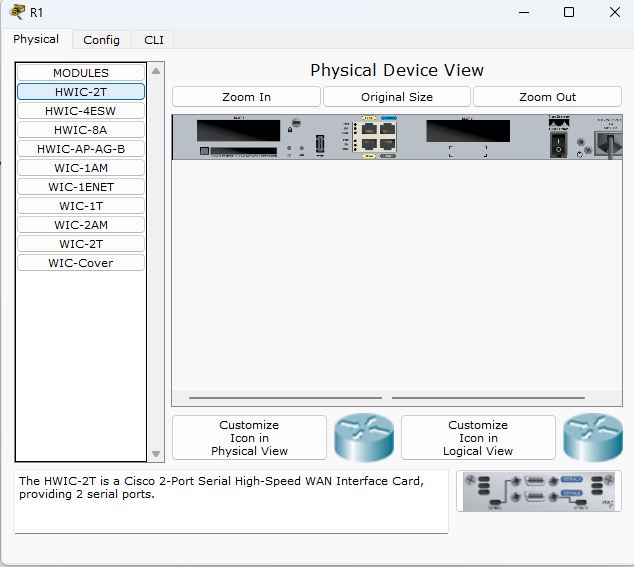 R1
Physical
Config
CLI
MODULES
HWIC-2T
HWIC-4ESW
HWIC-8A
HWIC-AP-AG-B
WIC-1AM
WIC-1ENET
WIC-1T
WIC-2AM
WIC-2T
WIC-Cover
Physical Device View
Zoom In
Original Size
Zoom Out
Customize
Icon in
Physical View
Customize
Icon in
Logical View
The HWIC-2T is a Cisco 2-Port Serial High-Speed WAN Interface Card,
providing 2 serial ports.